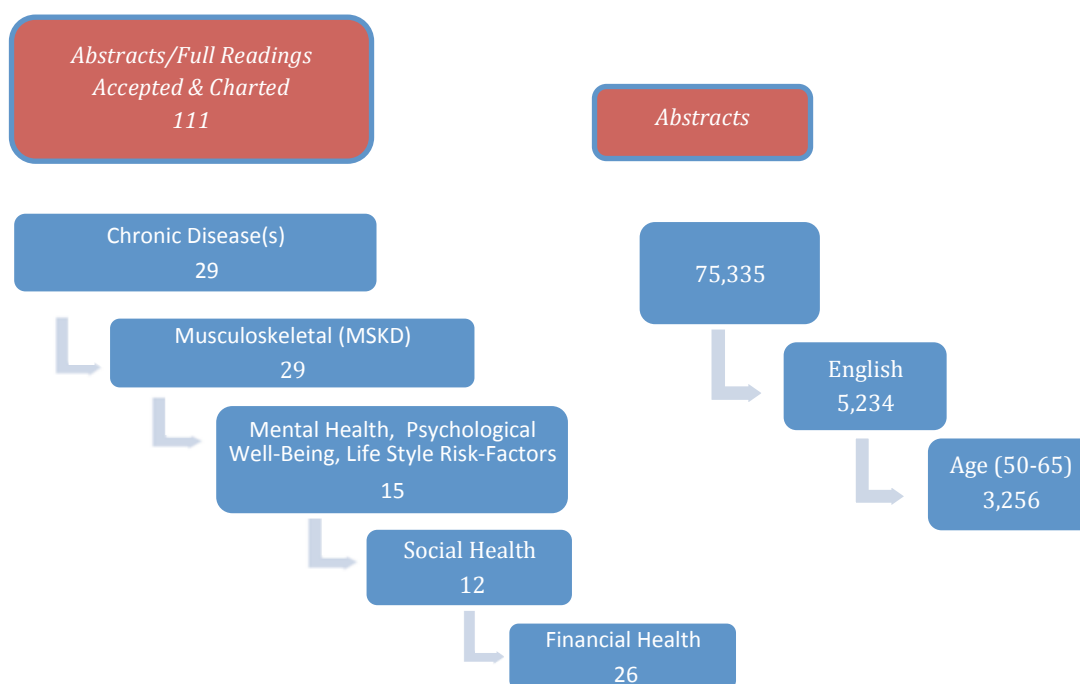 Abstracts/Full Readings
Accepted & Charted
111
Chronic Disease(s)
29
Musculoskeletal (MSKD)
29
Mental Health, Psychological
Well-Being, Life Style Risk-Factors
15
Social Health
12
Financial Health
26
Abstracts
75,335
English
5,234
Age (50-65)
3,256